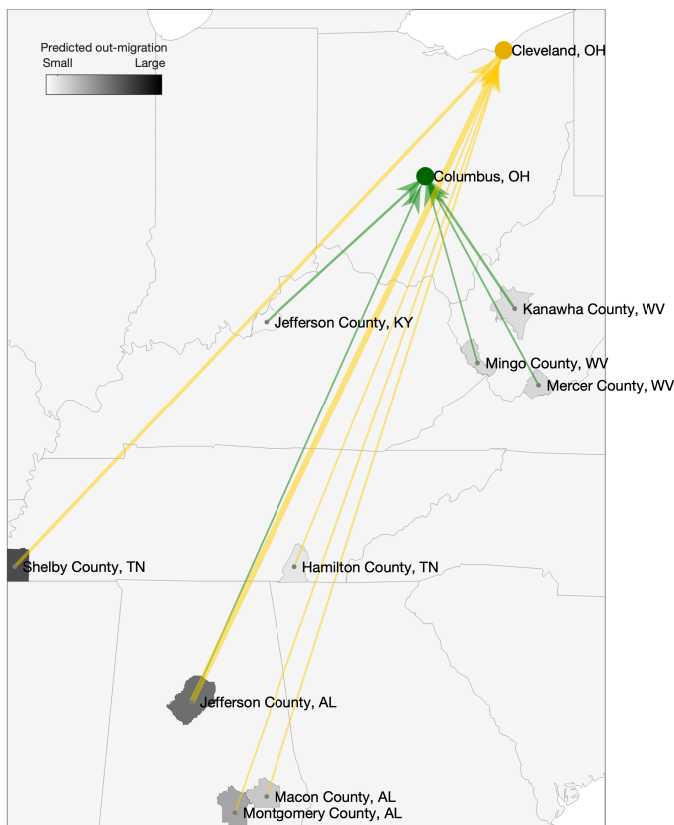 Predicted out-migration
Small Large
Cleveland, OH
Columbus, OH
Kanawha County, WV
Jefferson County, KY
Mingo County, WV
Mercer County, WV
Shelby County, TN
Hamilton County, TN
Jefferson County, AL
Macon County, AL
Montgomery County, AL